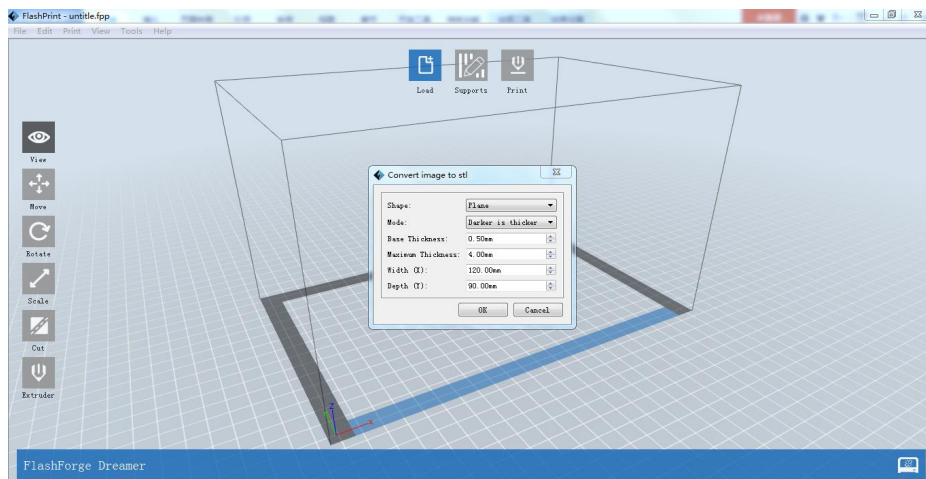 FlashPrint - untitle.fpp
File Edit Print View Tools Help
Load Supports Print
View
Move
Rotate
Scale
Cut
Extruder
Convert image to stl
Shape: Plane
Mode: Darker is thicker
Base Thickness: 0.50mm
Maximum Thickness: 4.00mm
Width (X): 120.00mm
Depth (Y): 90.00mm
OK Cancel
Z
X
FlashForge Dreamer